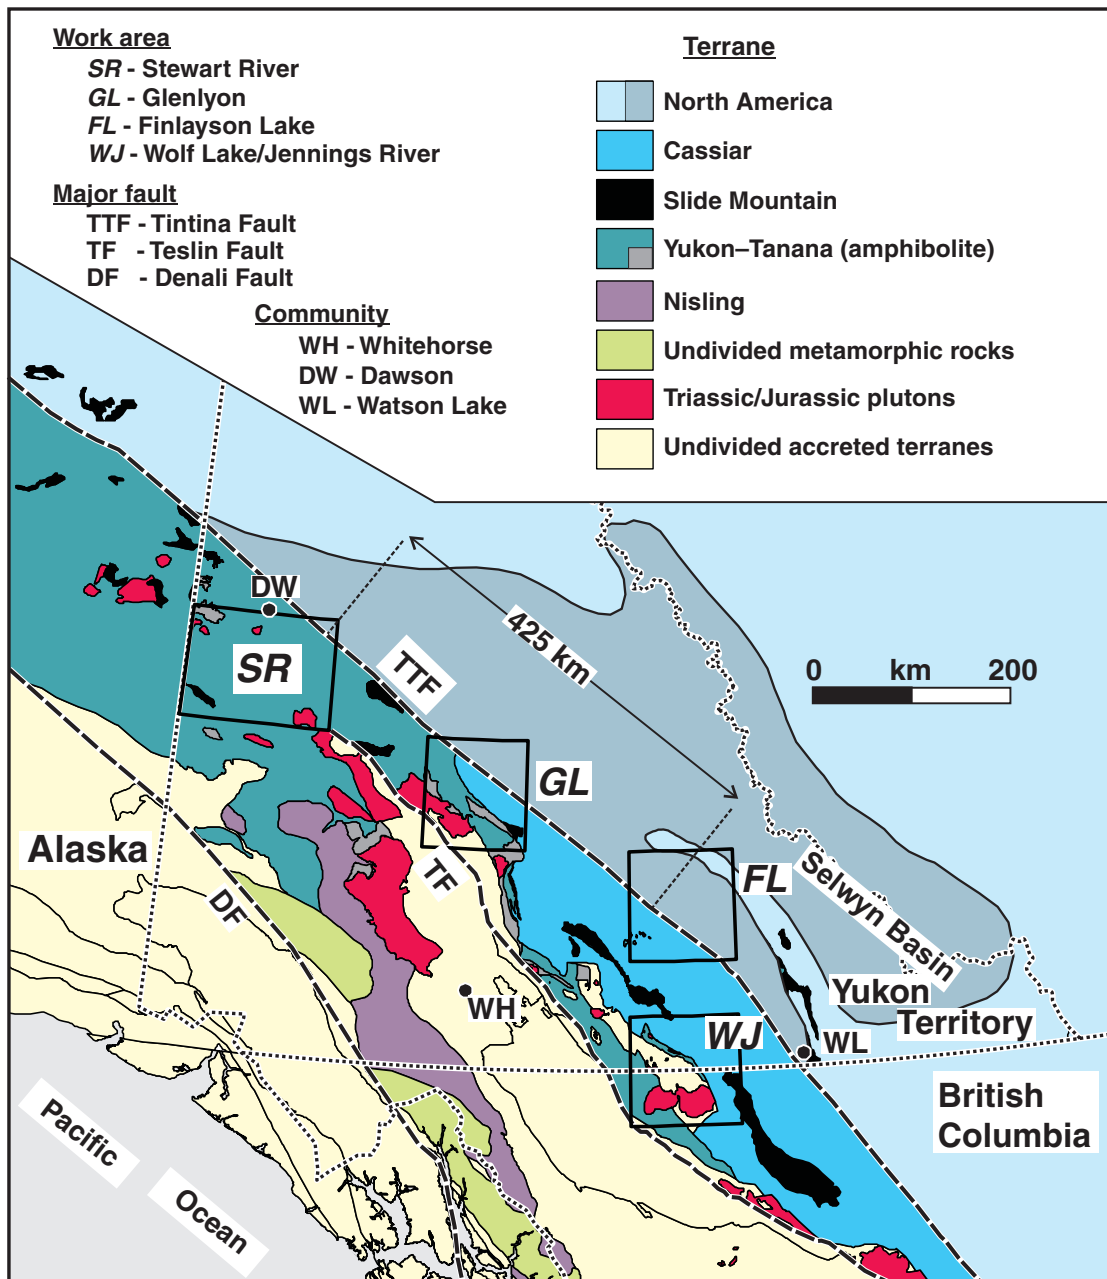 Work area
SR - Stewart River
GL - Glenlyon
FL - Finlayson Lake
WJ - Wolf Lake/Jennings River
Major fault
TTF - Tintina Fault
TF - Teslin Fault
DF - Denali Fault
Community
WH - Whitehorse
DW - Dawson
WL - Watson Lake
Terrane
North America
Cassiar
Slide Mountain
Yukon–Tanana (amphibolite)
Nisling
Undivided metamorphic rocks
Triassic/Jurassic plutons
Undivided accreted terranes
DW
SR
TTF
425 km
0 km 200
GL
Alaska
TF
DF
FL
Selwyn Basin
WH
Yukon
Territory
WJ
WL
British
Columbia
Pacific
Ocean